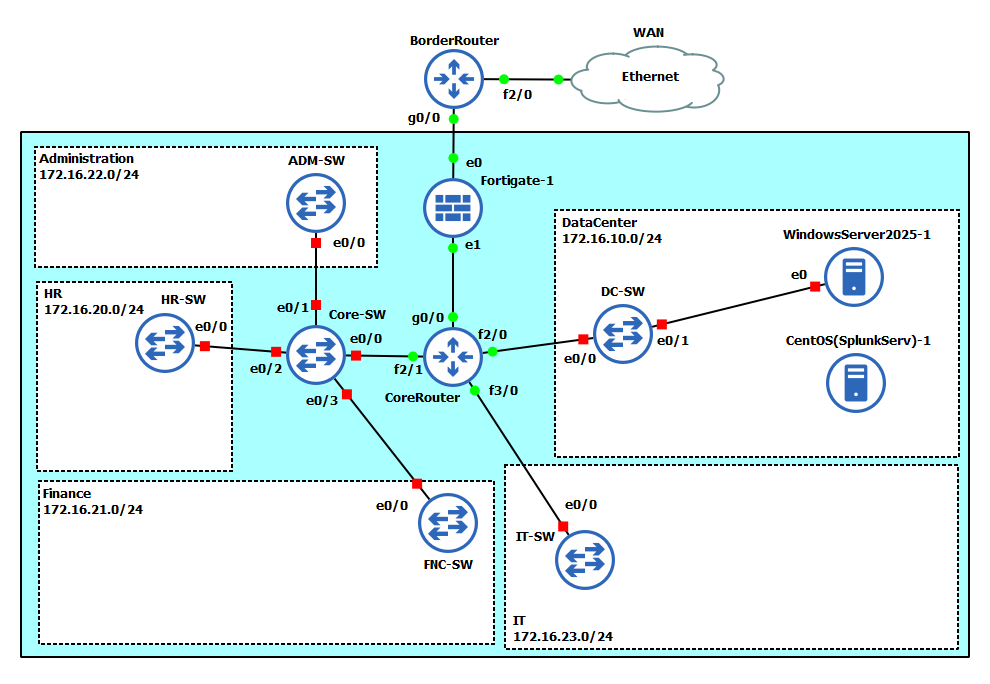 WAN
BorderRouter
Ethernet
f2/0
g0/0
Administration
172.16.22.0/24
ADM-SW
e0
Fortigate-1
e0/0
e1
DataCenter
172.16.10.0/24
WindowsServer2025-1
e0
HR
172.16.20.0/24
HR-SW
e0/0
e0/1
Core-SW
e0/0
g0/0
f2/0
DC-SW
e0/0
e0/1
CentOS(SplunkServ)-1
e0/2
f2/1
CoreRouter
f3/0
e0/3
Finance
172.16.21.0/24
e0/0
FNC-SW
e0/0
IT-SW
IT
172.16.23.0/24